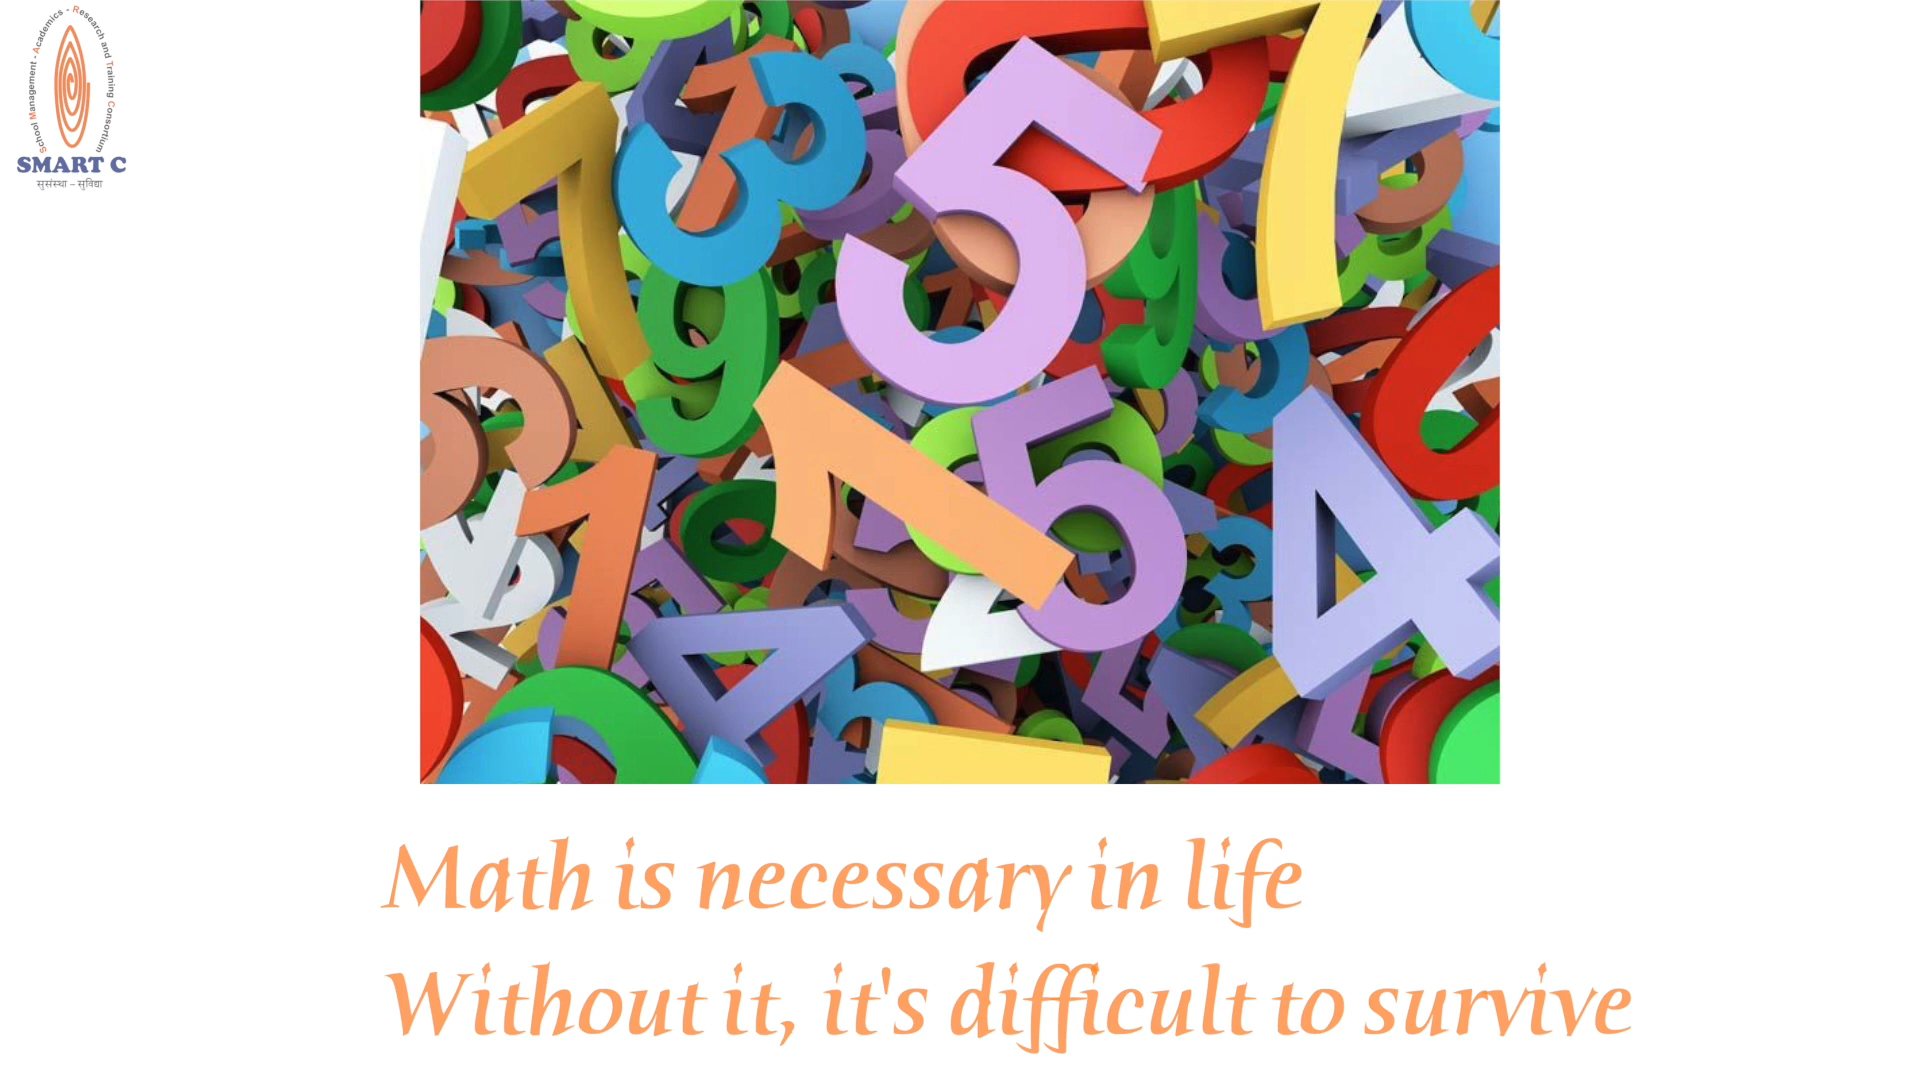 School Management - Academics - Research and Training Consortium
SMART C
सुसंस्था – सुविद्या
Math is necessary in life
Without it, it's difficult to survive